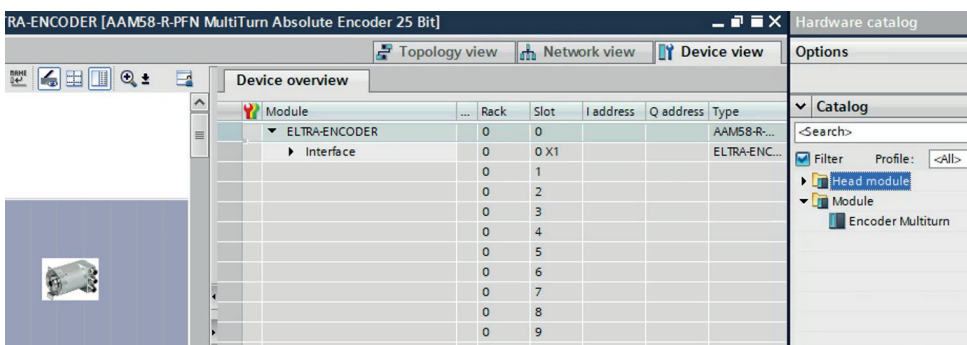 RA-ENCODER [AAM58-R-PFN MultiTurn Absolute Encoder 25 Bit]
Hardware catalog
Topology view Network view Device view
Options
Device overview
Module ... Rack Slot I address Q address Type
ELTRA-ENCODER 0 0 AAM58-R-...
Interface 0 0 X1 ELTRA-ENC...
0 1
0 2
0 3
0 4
0 5
0 6
0 7
0 8
0 9
Catalog
<Search>
Filter Profile: <All>
Head module
Module
Encoder Multiturn